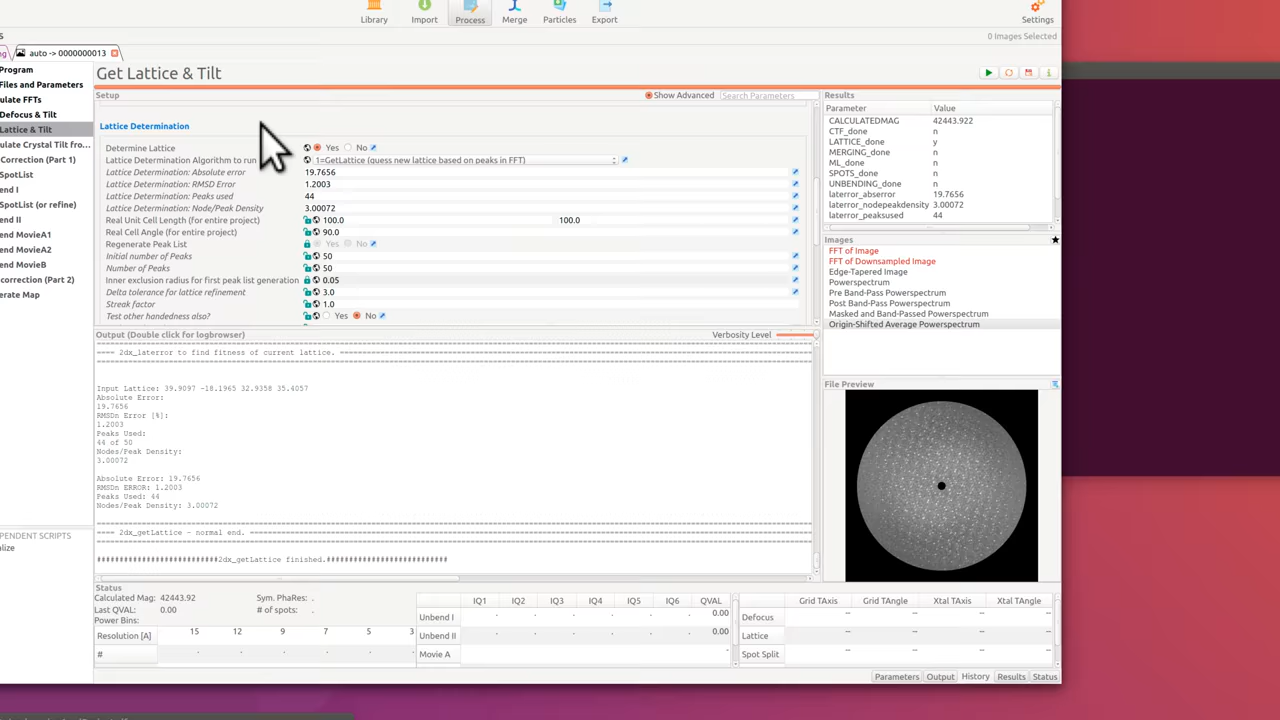 Library Import Process Merge Particles Export Settings
0 Images Selected
auto -> 0000000013
Program
Files and Parameters
ulate FFTs
Defocus & Tilt
Lattice & Tilt
ulate Crystal Tilt fro...
Correction (Part 1)
SpotList
end I
SpotList (or refine)
end II
end MovieA1
end MovieA2
end MovieB
correction (Part 2)
erate Map
PENDENT SCRIPTS
alize
Get Lattice & Tilt
Setup Show Advanced Search Parameters
Lattice Determination
Determine Lattice Yes No
Lattice Determination Algorithm to run 1=GetLattice (guess new lattice based on peaks in FFT)
Lattice Determination: Absolute error 19.7656
Lattice Determination: RMSD Error 1.2003
Lattice Determination: Peaks used 44
Lattice Determination: Node/Peak Density 3.00072
Real Unit Cell Length (for entire project) 100.0 100.0
Real Cell Angle (for entire project) 90.0
Regenerate Peak List Yes No
Initial number of Peaks 50
Number of Peaks 50
Inner exclusion radius for first peak list generation 0.05
Delta tolerance for lattice refinement 3.0
Streak factor 1.0
Test other handedness also? Yes No
Output (Double click for logbrowser) Verbosity Level
==== 2dx_laterror to find fitness of current lattice.
Input Lattice: 39.9097 -18.1965 32.9358 35.4057
Absolute Error:
19.7656
RMSDn Error [%]:
1.2003
Peaks Used:
44 of 50
Nodes/Peak Density:
3.00072
Absolute Error: 19.7656
RMSDn ERROR: 1.2003
Peaks Used: 44
Nodes/Peak Density: 3.00072
==== 2dx_getLattice - normal end.
2dx_getLattice finished.
Results
Parameter Value
CALCULATEDMAG 42443.922
CTF_done n
LATTICE_done y
MERGING_done n
ML_done n
SPOTS_done n
UNBENDING_done n
laterror_abserror 19.7656
laterror_nodepeakdensity 3.00072
laterror_peaksused 44
Images
FFT of Image
FFT of Downsampled Image
Edge-Tapered Image
Powerspectrum
Pre Band-Pass Powerspectrum
Post Band-Pass Powerspectrum
Masked and Band-Passed Powerspectrum
Origin-Shifted Average Powerspectrum
File Preview
Status
Calculated Mag: 42443.92 Sym. PhaRes: .
Last QVAL: 0.00 # of spots: .
Power Bins:
Resolution [A] 15 12 9 7 5 3
# . . . . . .
IQ1 IQ2 IQ3 IQ4 IQ5 IQ6 QVAL
Unbend I . . . . . . 0.00
Unbend II . . . . . . 0.00
Movie A -
Grid TAxis Grid TAngle Xtal TAxis Xtal TAngle
Defocus -- -- -- --
Lattice -- -- -- --
Spot Split -- -- -- --
Parameters Output History Results Status